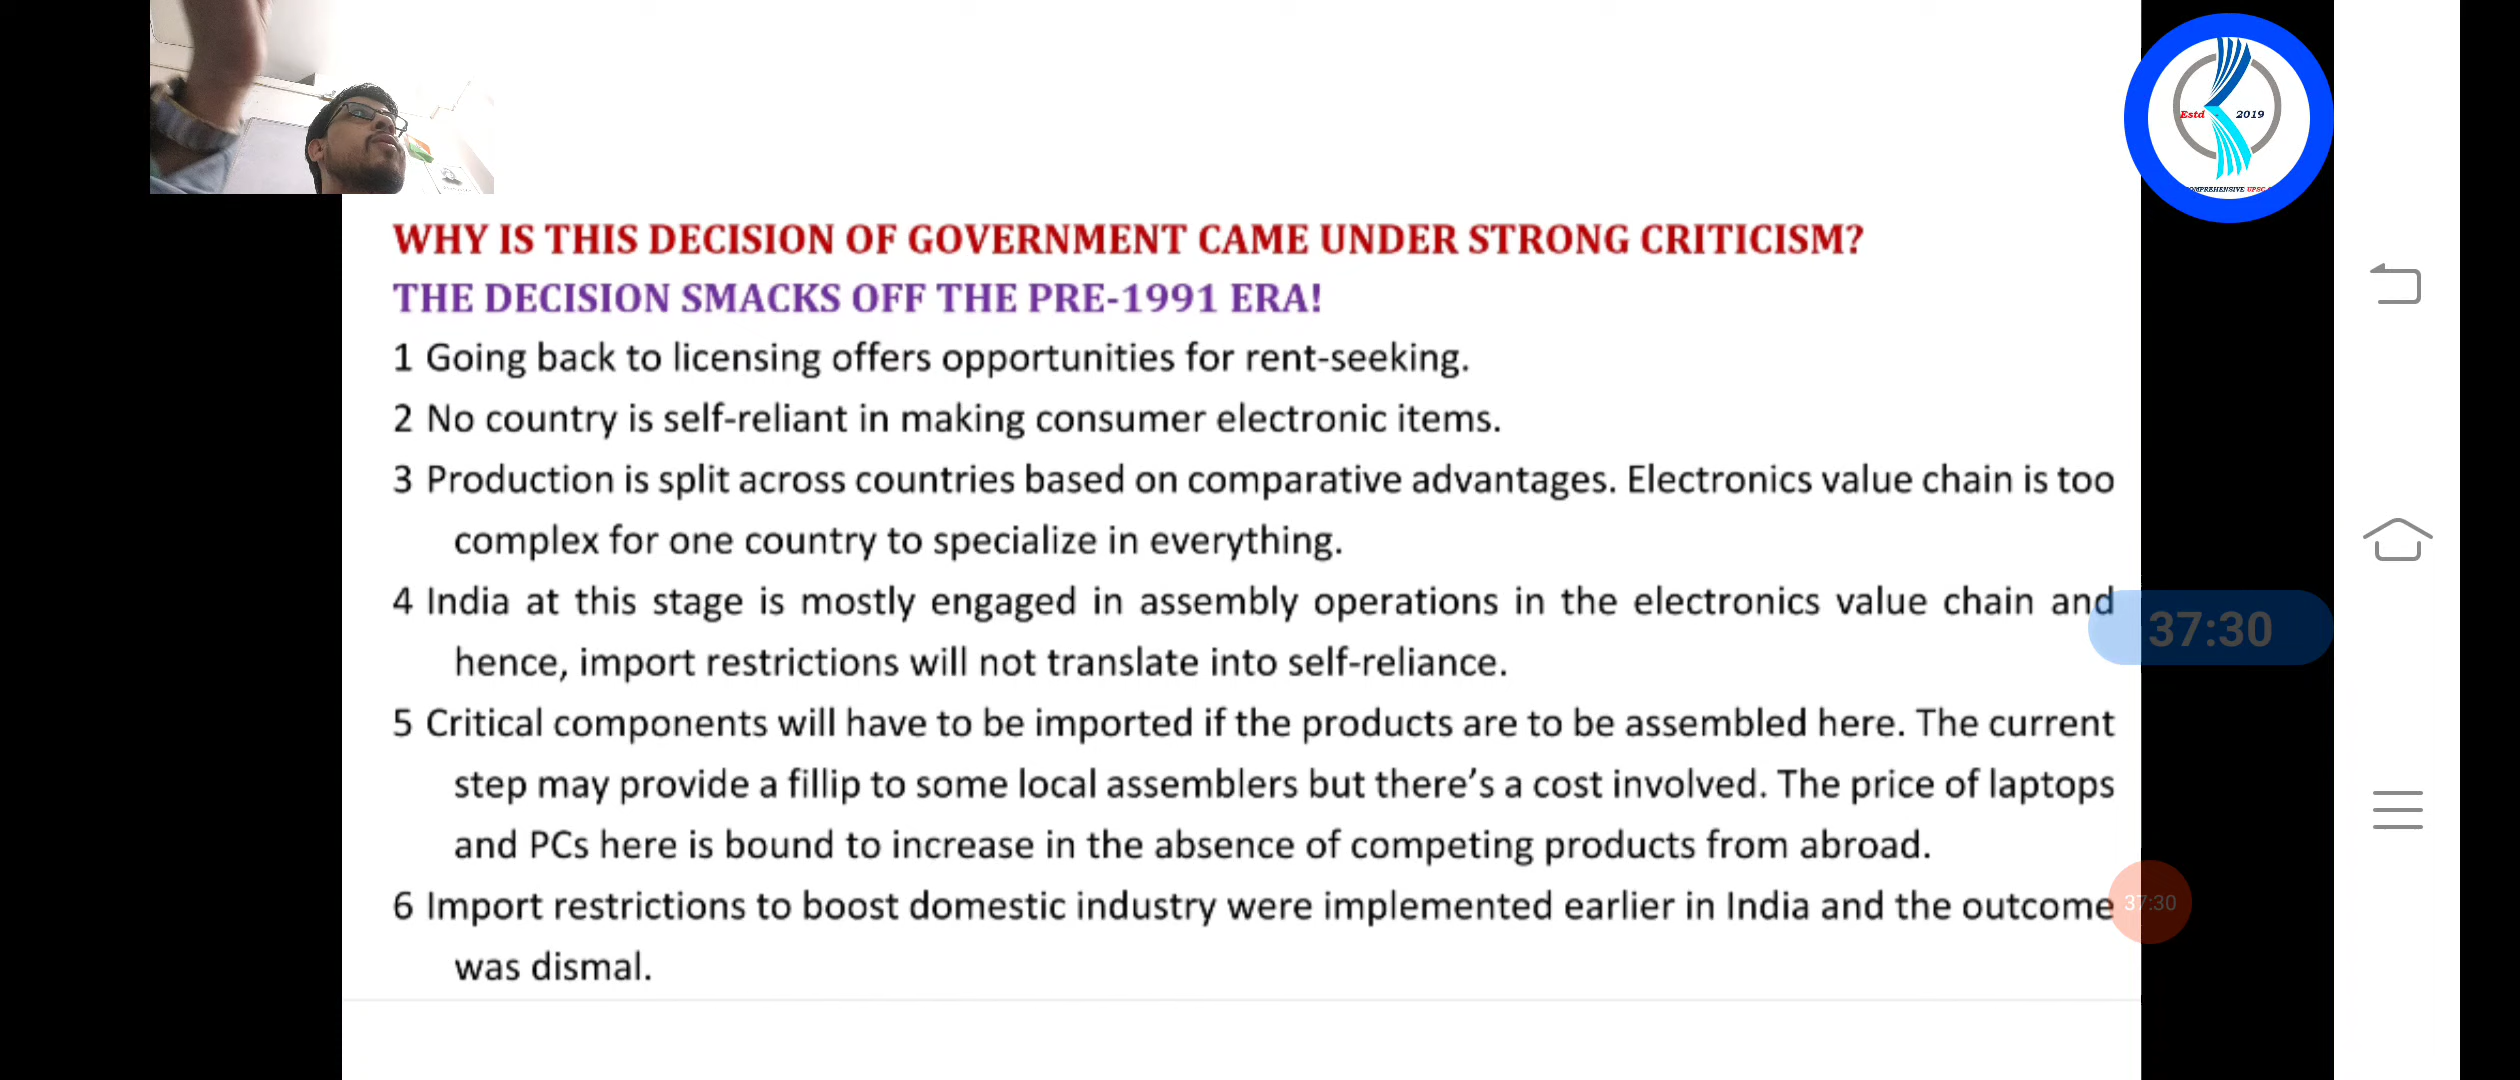 Estd 2019
COMPREHENSIVE UPSC
WHY IS THIS DECISION OF GOVERNMENT CAME UNDER STRONG CRITICISM?
THE DECISION SMACKS OFF THE PRE-1991 ERA!
1 Going back to licensing offers opportunities for rent-seeking.
2 No country is self-reliant in making consumer electronic items.
3 Production is split across countries based on comparative advantages. Electronics value chain is too
complex for one country to specialize in everything.
4 India at this stage is mostly engaged in assembly operations in the electronics value chain and
hence, import restrictions will not translate into self-reliance.
37:30
5 Critical components will have to be imported if the products are to be assembled here. The current
step may provide a fillip to some local assemblers but there's a cost involved. The price of laptops
and PCs here is bound to increase in the absence of competing products from abroad.
6 Import restrictions to boost domestic industry were implemented earlier in India and the outcome
37:30
was dismal.